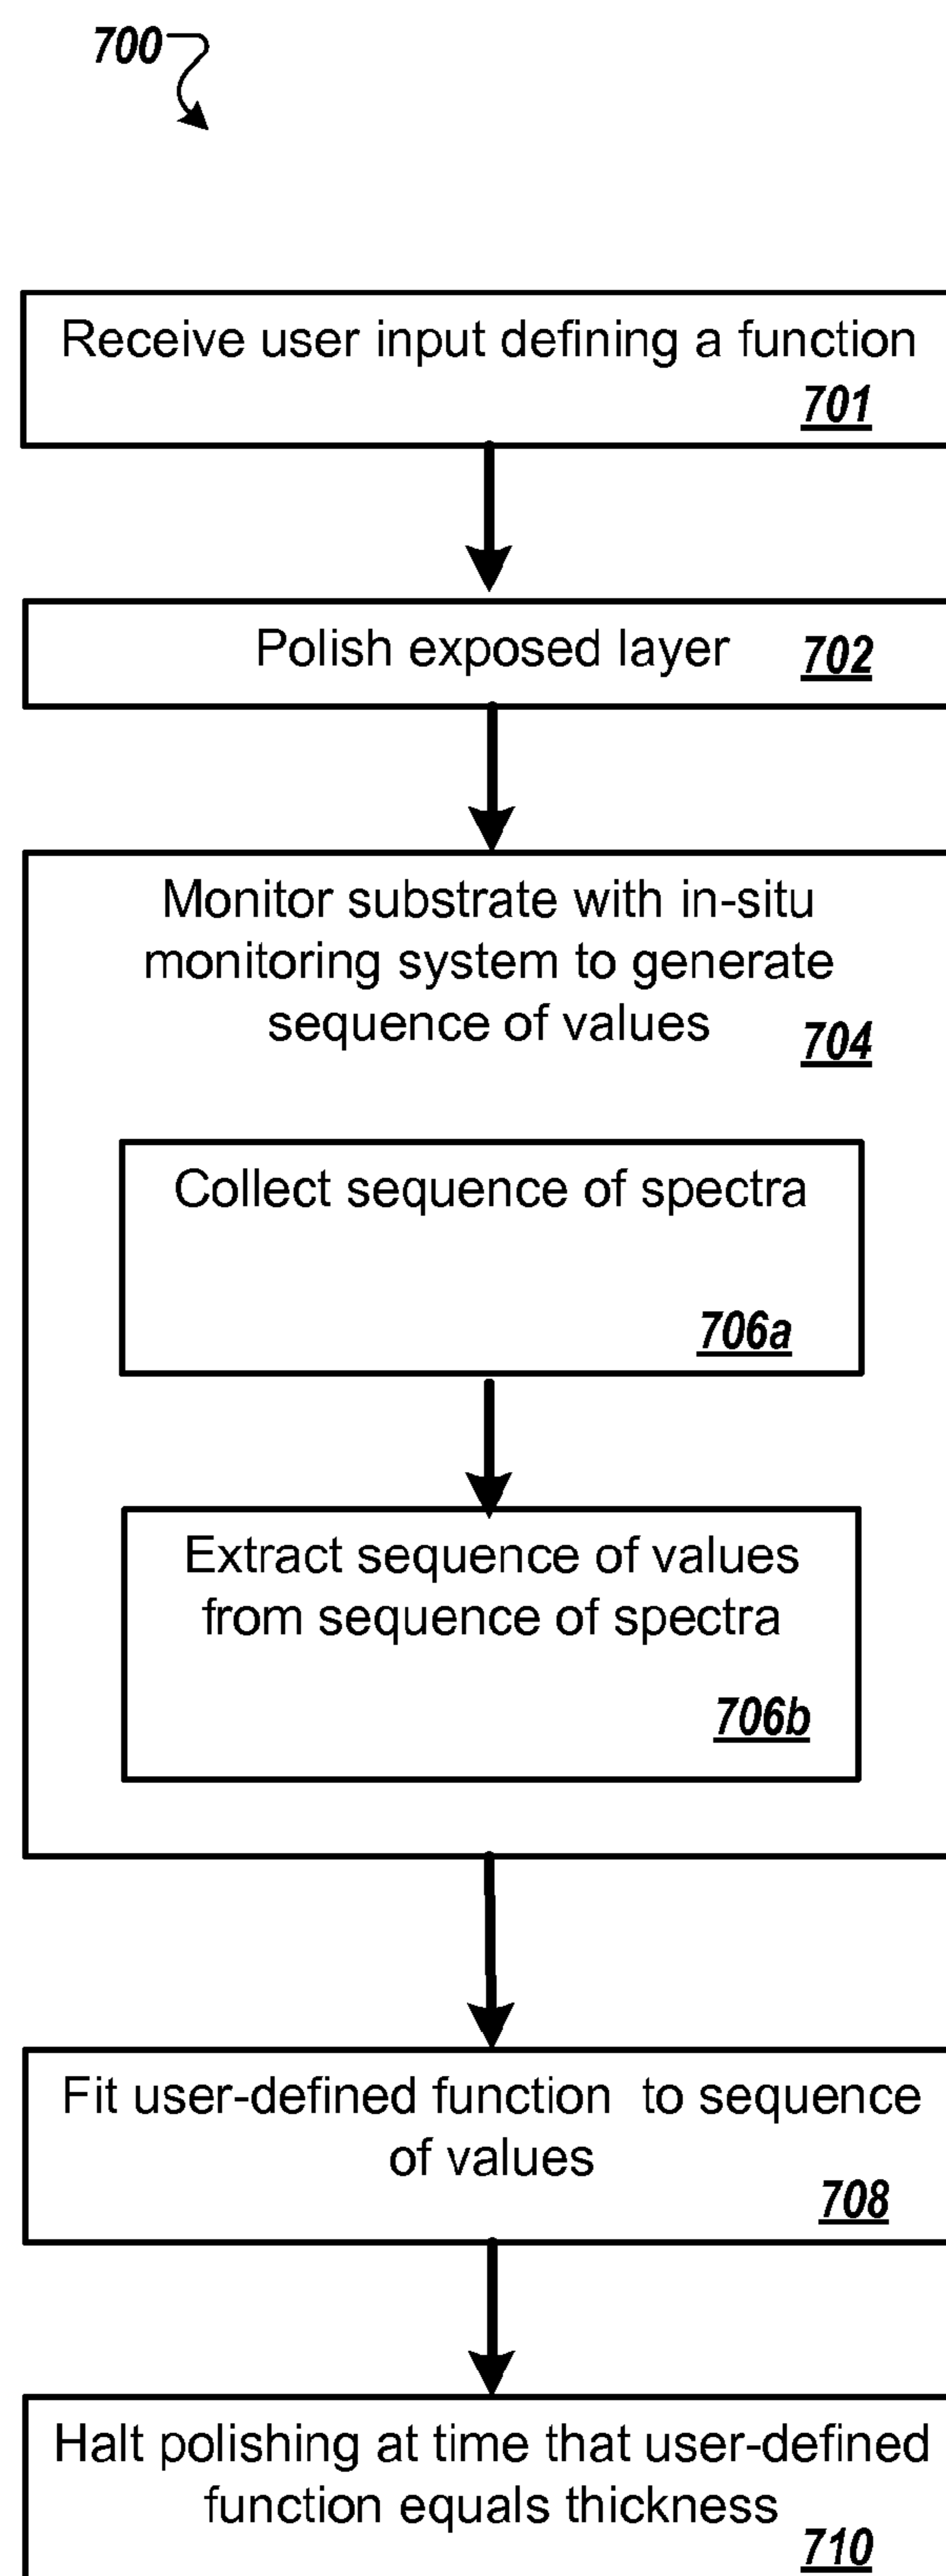 700
Receive user input defining a function
701
Polish exposed layer 702
Monitor substrate with in-situ
monitoring system to generate
sequence of values
704
Collect sequence of spectra
706a
Extract sequence of values
from sequence of spectra
706b
Fit user-defined function to sequence
of values
708
Halt polishing at time that user-defined
function equals thickness
710